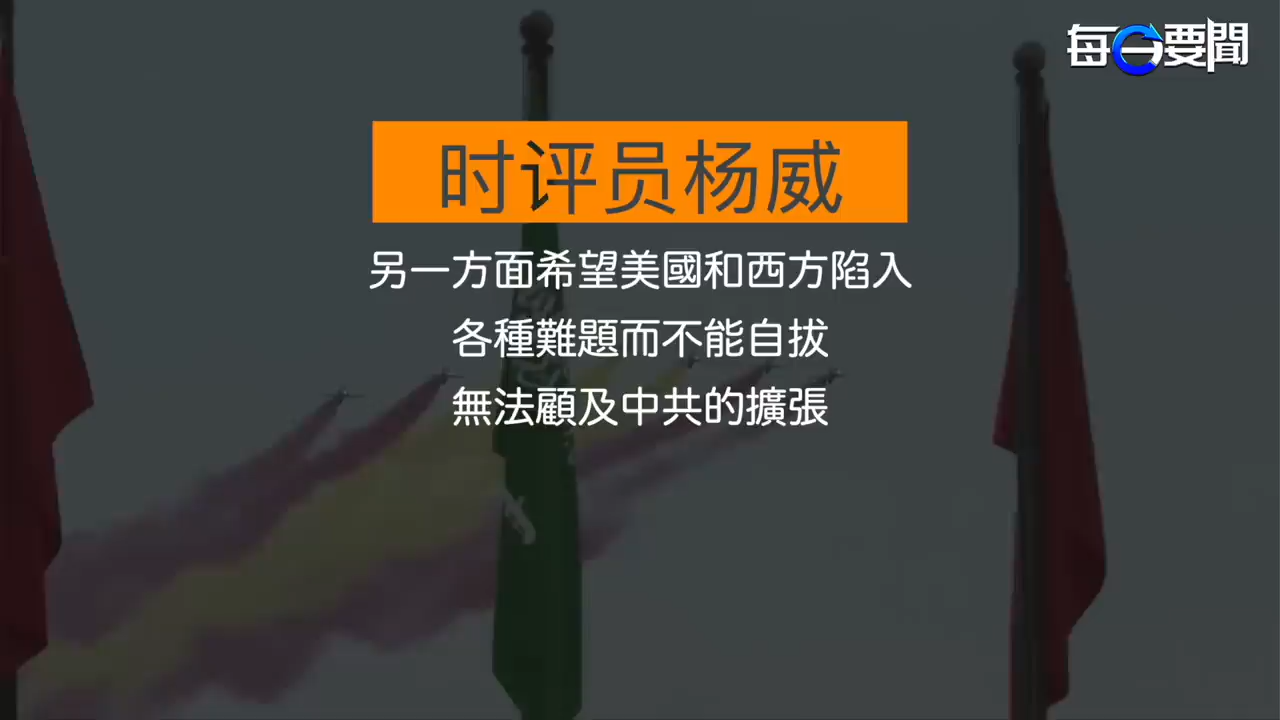 每日要聞
时评员杨威
另一方面希望美國和西方陷入
各種難題而不能自拔
無法顧及中共的擴張